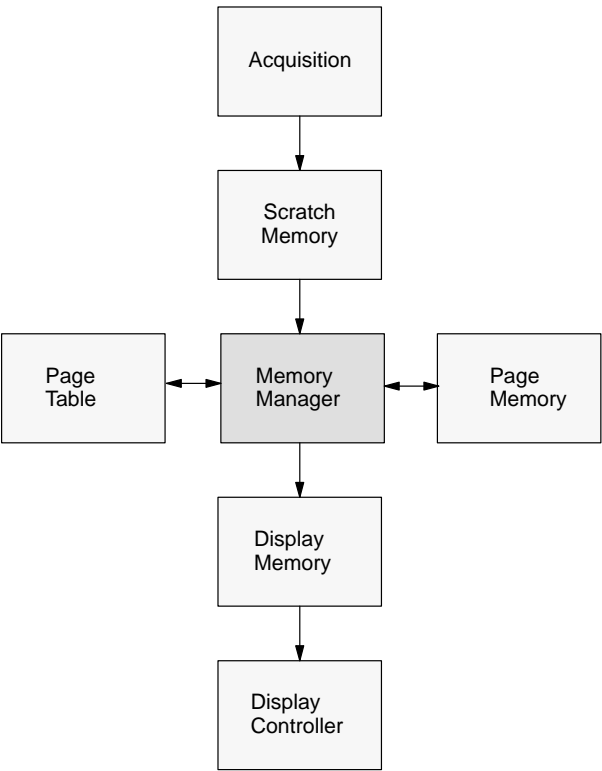 Acquisition
Scratch
Memory
Page
Table
Memory
Manager
Page
Memory
Display
Memory
Display
Controller